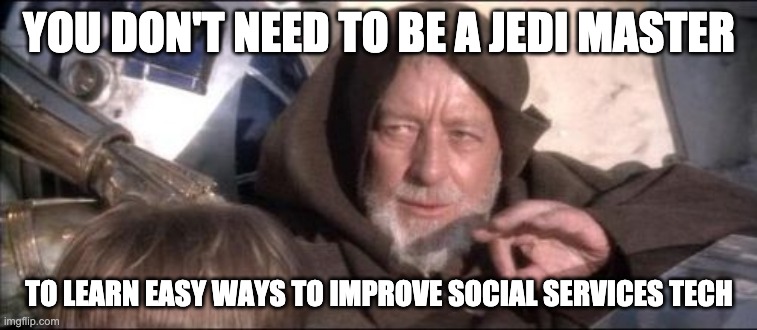 YOU DON'T NEED TO BE A JEDI MASTER
TO LEARN EASY WAYS TO IMPROVE SOCIAL SERVICES TECH
imgflip.com